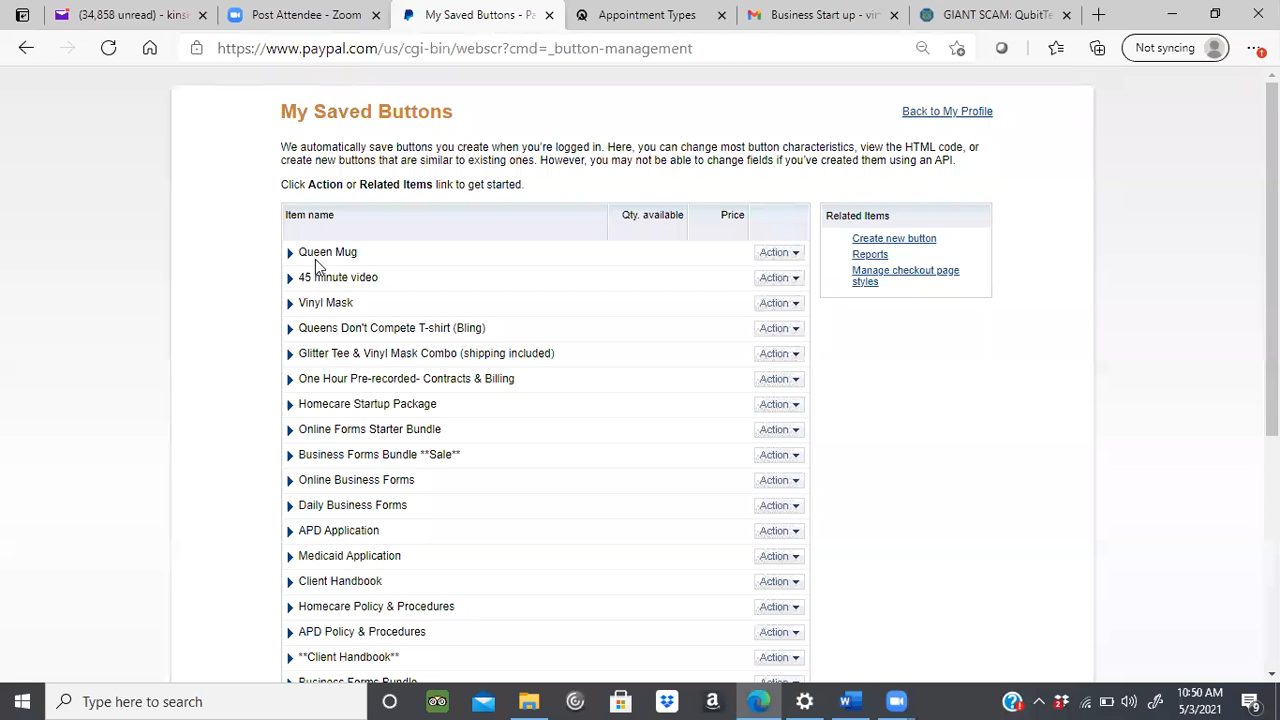 (34,858 unread) - kins
Post Attendee - Zoom
My Saved Buttons - Pa
Appointment Types
Business Start up - vir
GIANT SCAM: QubitTe
https://www.paypal.com/us/cgi-bin/webscr?cmd=_button-management
Not syncing
My Saved Buttons
Back to My Profile
We automatically save buttons you create when you're logged in. Here, you can change most button characteristics, view the HTML code, or
create new buttons that are similar to existing ones. However, you may not be able to change fields if you've created them using an API.
Click Action or Related Items link to get started.
Item name Qty. available Price
Related Items
Create new button
Reports
Manage checkout page
styles
Queen Mug Action
45 minute video Action
Vinyl Mask Action
Queens Don't Compete T-shirt (Bling) Action
Glitter Tee & Vinyl Mask Combo (shipping included) Action
One Hour Pre-recorded- Contracts & Billing Action
Homecare Startup Package Action
Online Forms Starter Bundle Action
Business Forms Bundle **Sale** Action
Online Business Forms Action
Daily Business Forms Action
APD Application Action
Medicaid Application Action
Client Handbook Action
Homecare Policy & Procedures Action
APD Policy & Procedures Action
**Client Handbook** Action
Business Forms Bundle Action
Type here to search
10:50 AM
5/3/2021